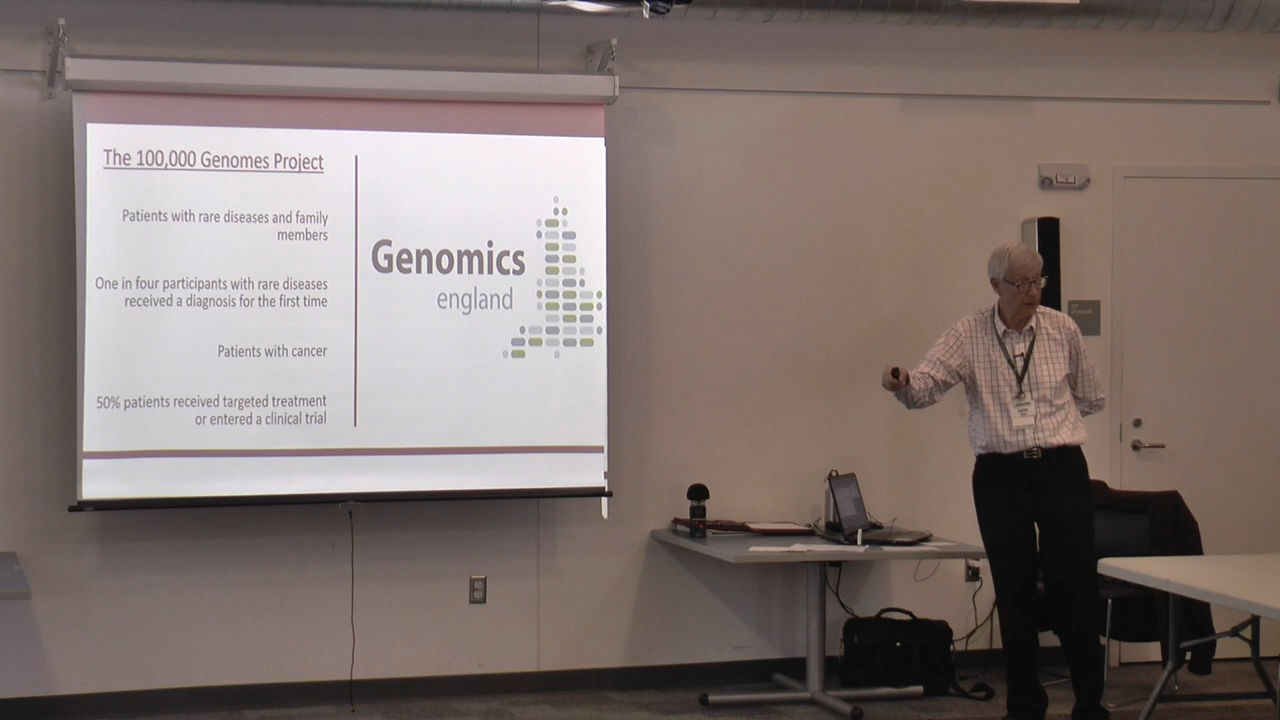 The 100,000 Genomes Project
Patients with rare diseases and family
members
One in four participants with rare diseases
received a diagnosis for the first time
Patients with cancer
50% patients received targeted treatment
or entered a clinical trial
Genomics
england